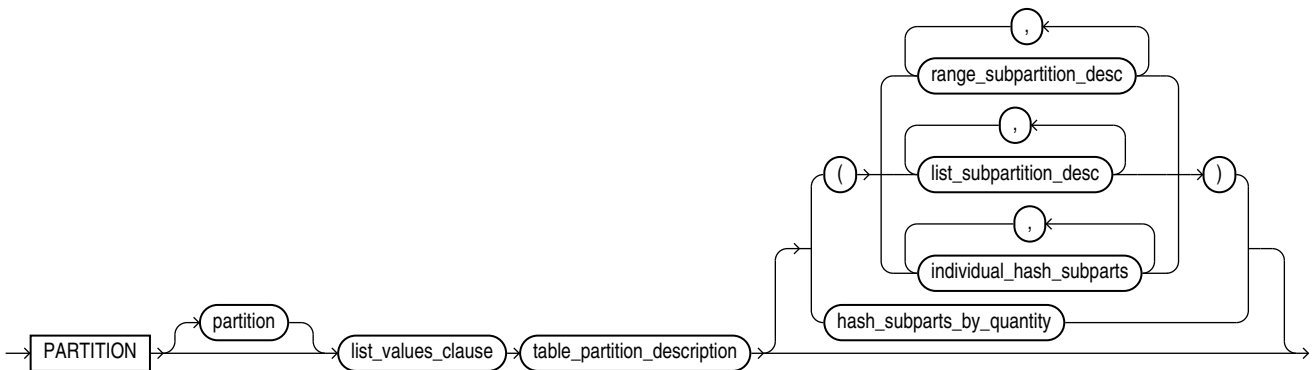 ,
range_subpartition_desc
,
( list_subpartition_desc )
,
individual_hash_subparts
partition hash_subparts_by_quantity
PARTITION list_values_clause table_partition_description